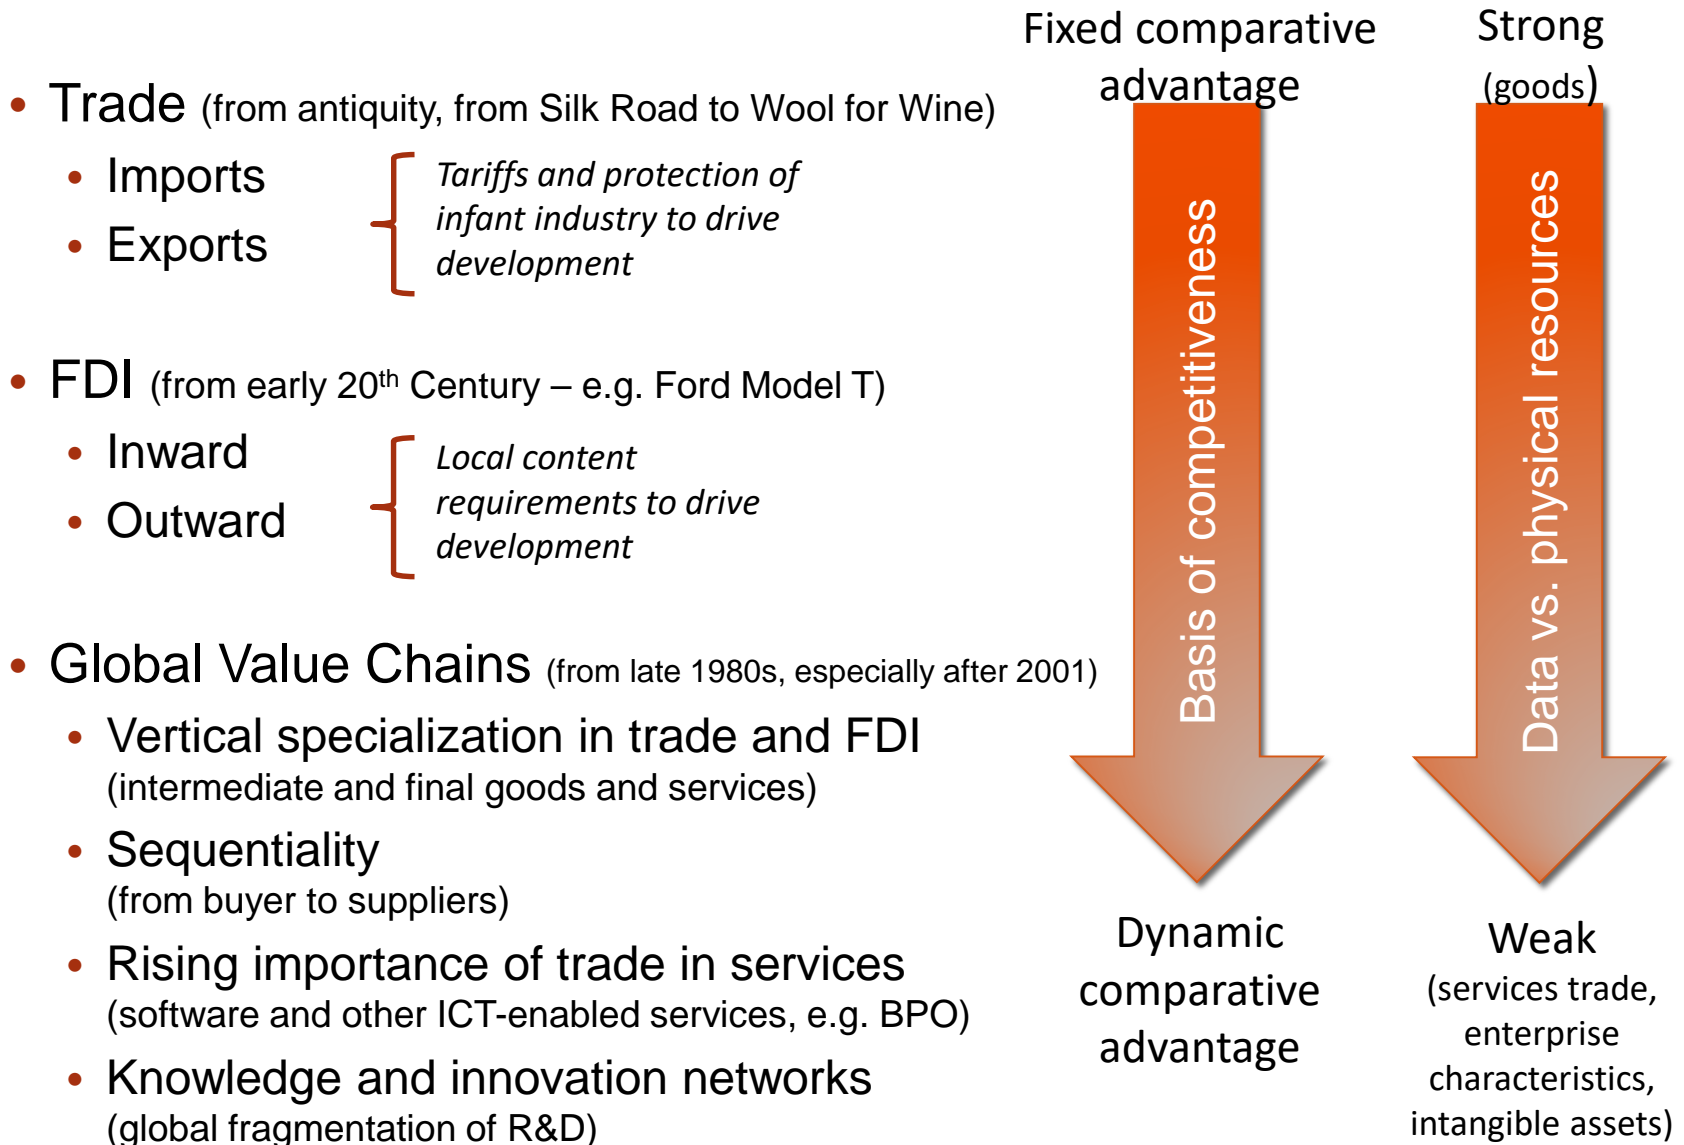 • Trade (from antiquity, from Silk Road to Wool for Wine)
• Imports
• Exports
Tariffs and protection of
infant industry to drive
development
• FDI (from early 20th Century – e.g. Ford Model T)
• Inward
• Outward
Local content
requirements to drive
development
• Global Value Chains (from late 1980s, especially after 2001)
• Vertical specialization in trade and FDI
(intermediate and final goods and services)
• Sequentiality
(from buyer to suppliers)
• Rising importance of trade in services
(software and other ICT-enabled services, e.g. BPO)
• Knowledge and innovation networks
(global fragmentation of R&D)
Fixed comparative
advantage
Basis of competitiveness
Dynamic
comparative
advantage
Strong
(goods)
Data vs. physical resources
Weak
(services trade,
enterprise
characteristics,
intangible assets)